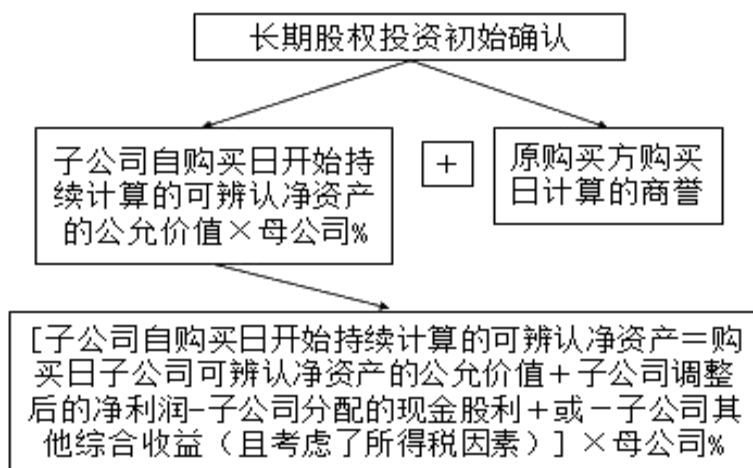 长期股权投资初始确认
子公司自购买日开始持
续计算的可辨认净资产
的公允价值×母公司%
+
原购买方购买
日计算的商誉
[子公司自购买日开始持续计算的可辨认净资产＝购
买日子公司可辨认净资产的公允价值＋子公司调整
后的净利润-子公司分配的现金股利＋或－子公司其
他综合收益（且考虑了所得税因素）]×母公司%